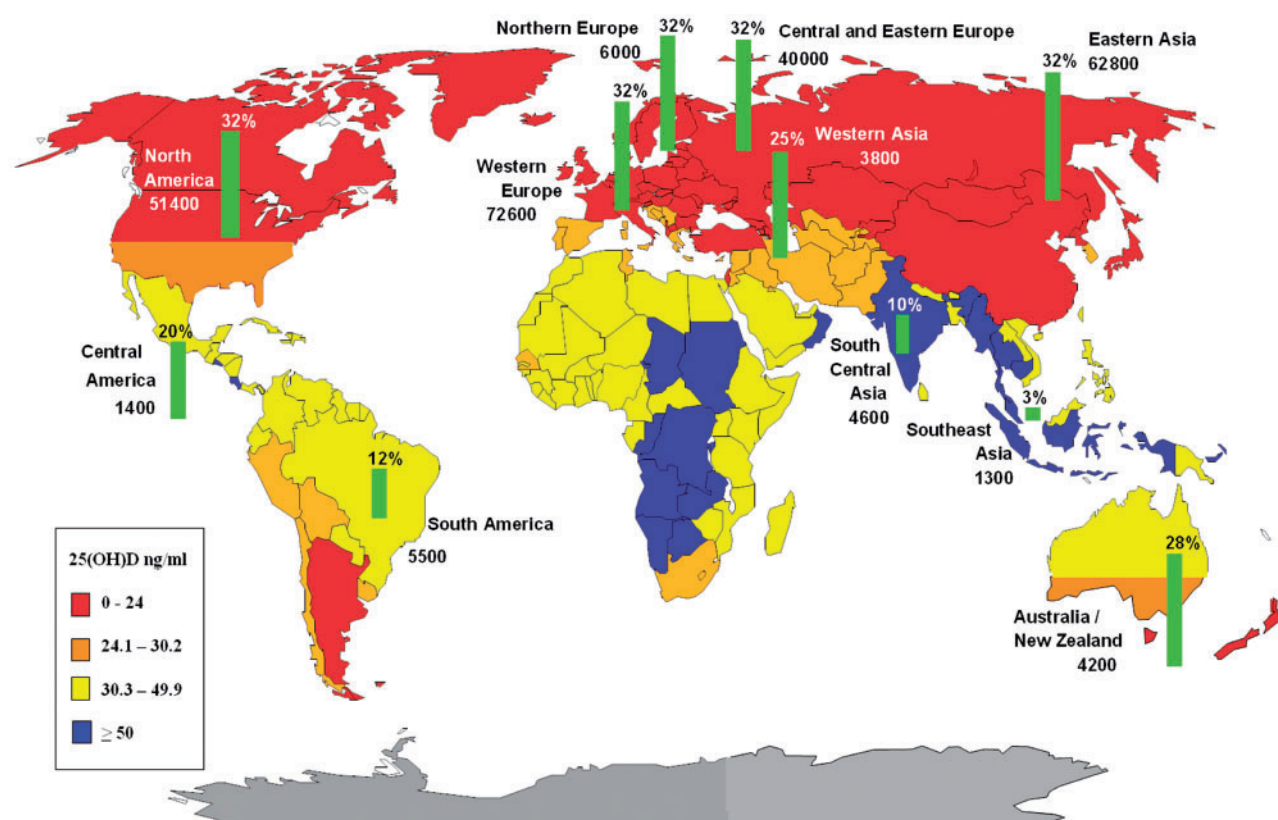 Northern Europe
6000
32%
32%
Central and Eastern Europe
40000
Eastern Asia
62800
32%
32%
32%
25%
Western Asia
3800
North
America
51400
Western
Europe
72600
20%
Central
America
1400
10%
South
Central
Asia
4600
3%
Southeast
Asia
1300
12%
South America
5500
28%
Australia /
New Zealand
4200
25(OH)D ng/ml
0 - 24
24.1 – 30.2
30.3 – 49.9
≥ 50